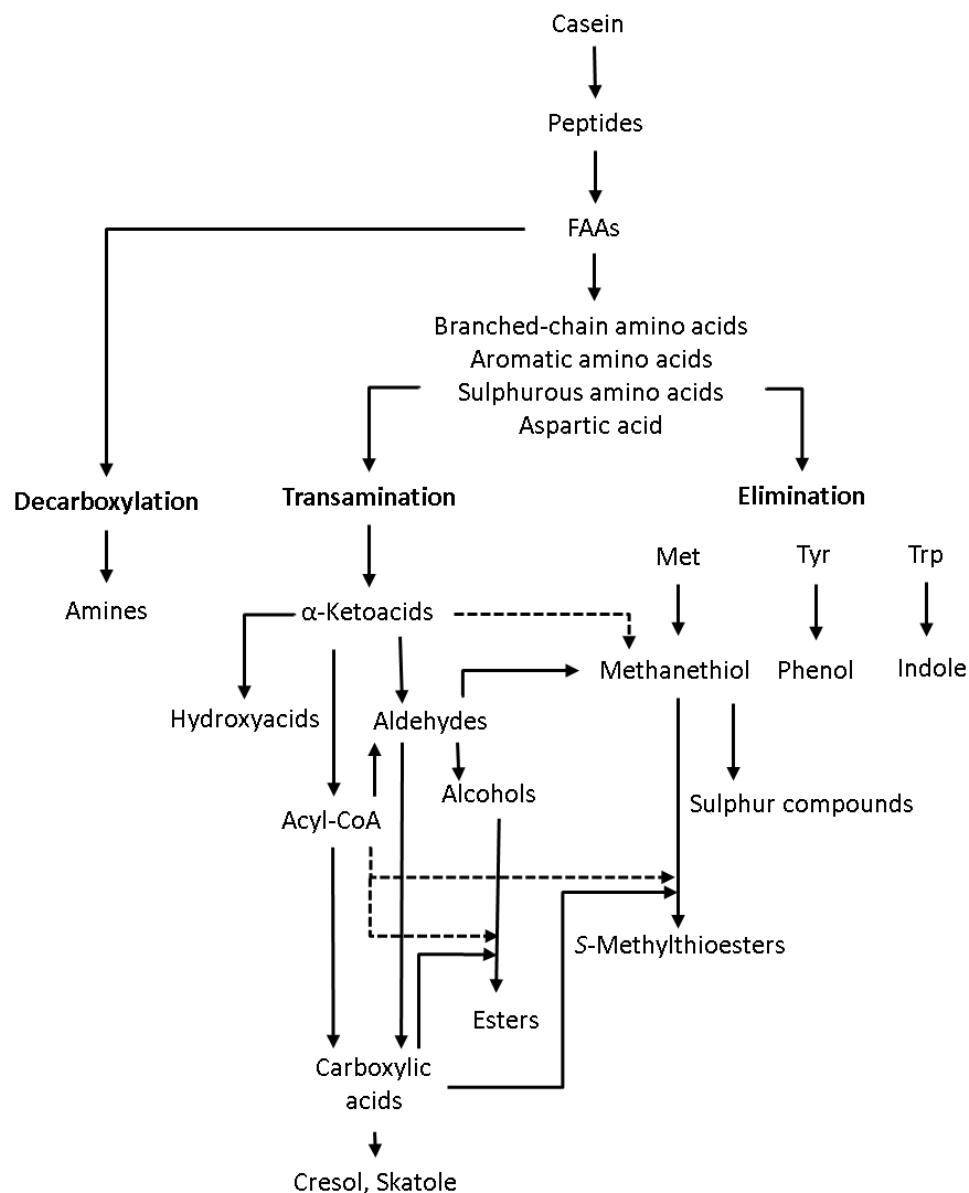 Casein
Peptides
FAAs
Branched-chain amino acids
Aromatic amino acids
Sulphurous amino acids
Aspartic acid
Decarboxylation
Transamination
Elimination
Met
Tyr
Trp
Amines
α-Ketoacids
Methanethiol
Phenol
Indole
Hydroxyacids
Aldehydes
Alcohols
Sulphur compounds
Acyl-CoA
S-Methylthioesters
Esters
Carboxylic
acids
Cresol, Skatole